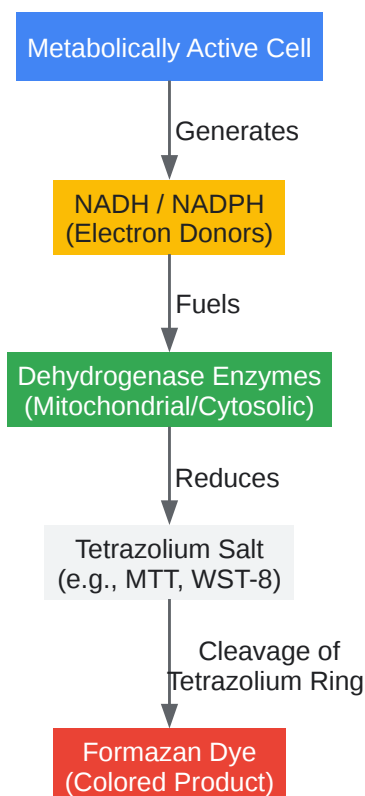 Metabolically Active Cell
Generates
NADH / NADPH
(Electron Donors)
Fuels
Dehydrogenase Enzymes
(Mitochondrial/Cytosolic)
Reduces
Tetrazolium Salt
(e.g., MTT, WST-8)
Cleavage of
Tetrazolium Ring
Formazan Dye
(Colored Product)